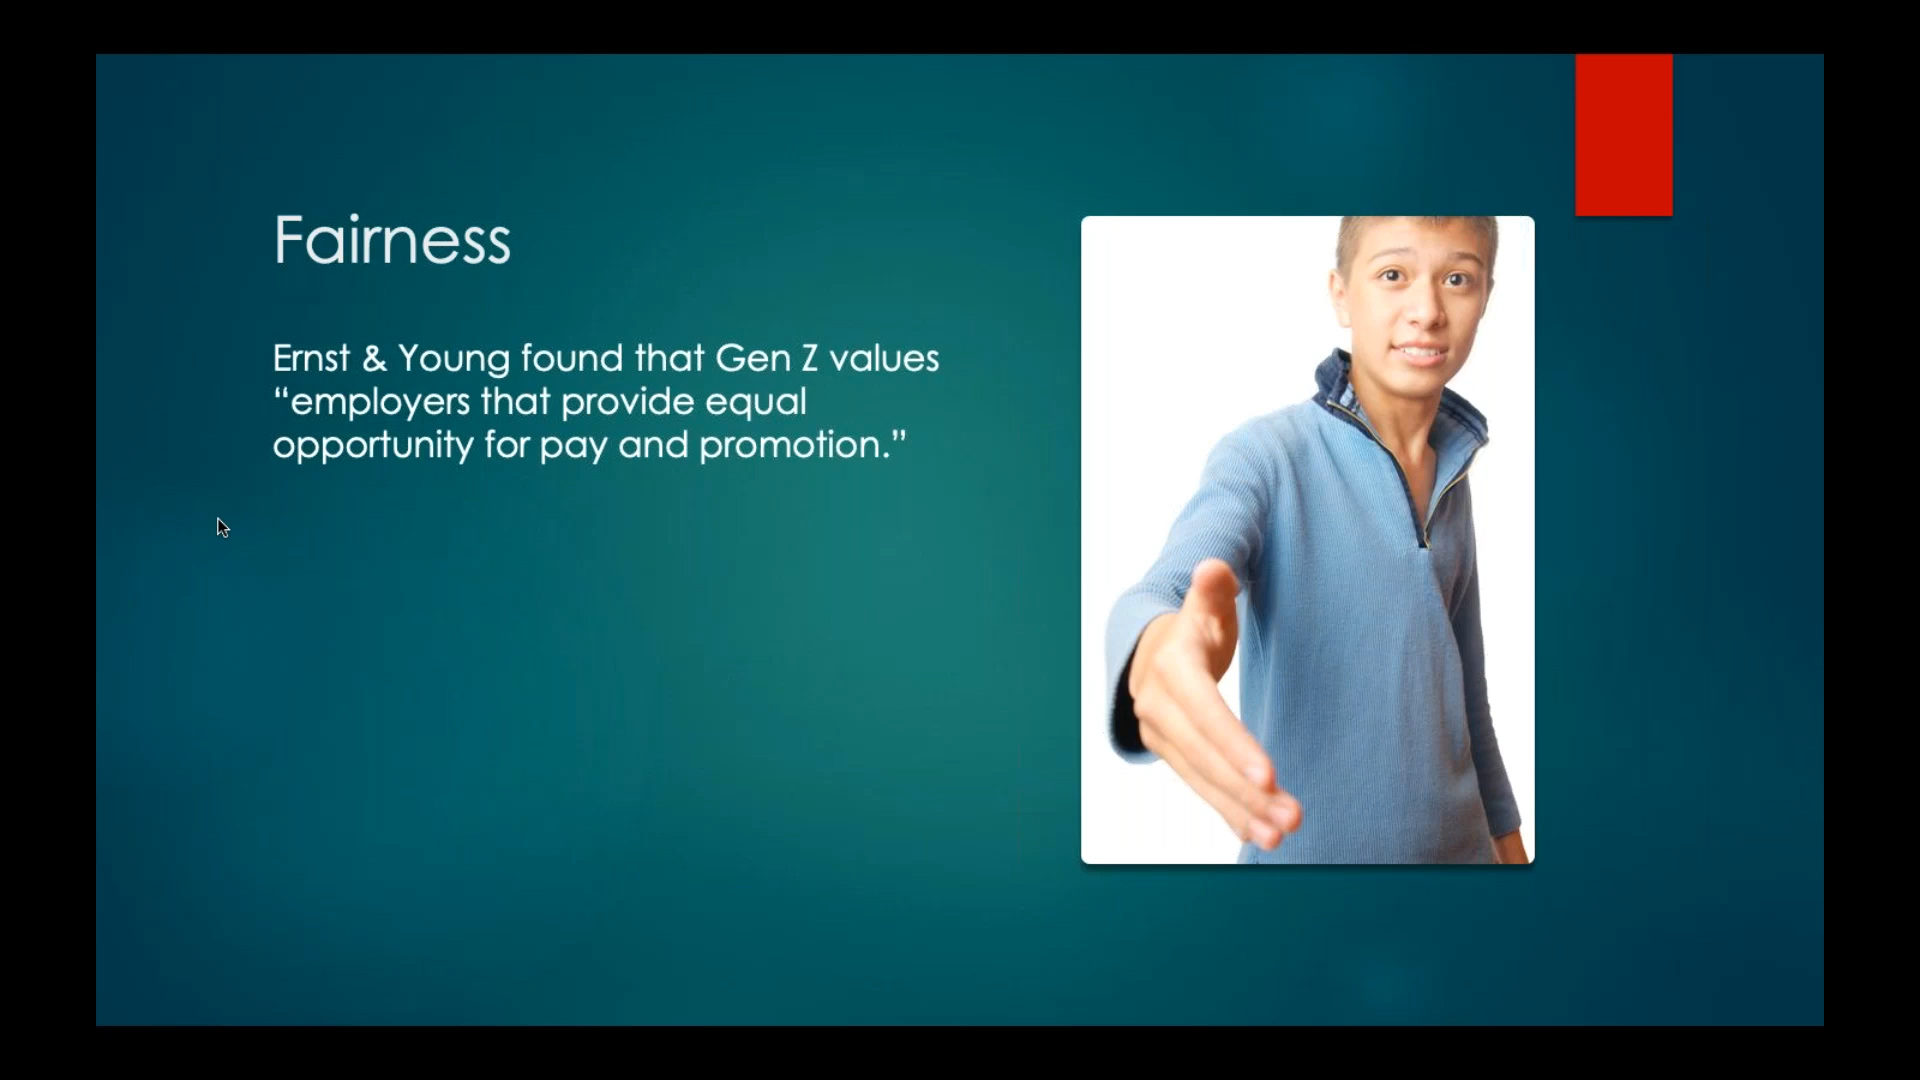 Fairness
Ernst & Young found that Gen Z values
“employers that provide equal
opportunity for pay and promotion.”